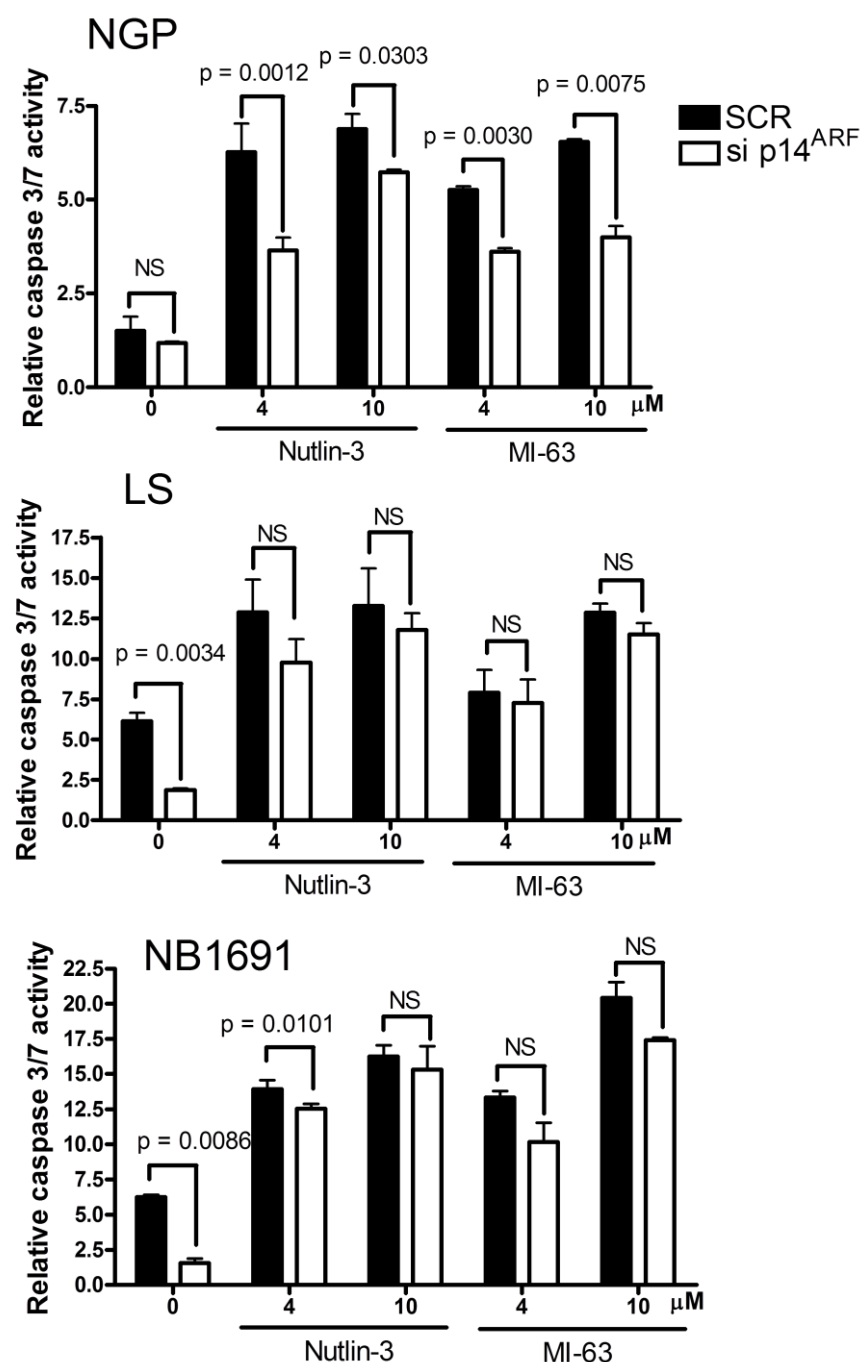 NGP
p = 0.0012
p = 0.0303
p = 0.0030
p = 0.0075
NS
SCR
si p14ARF
Relative caspase 3/7 activity
7.5
5.0
2.5
0.0
0 4 10 4 10 μM
Nutlin-3 MI-63
LS
p = 0.0034
NS NS NS NS
Relative caspase 3/7 activity
17.5
15.0
12.5
10.0
7.5
5.0
2.5
0.0
0 4 10 4 10 μM
Nutlin-3 MI-63
NB1691
p = 0.0086
p = 0.0101
NS NS NS
Relative caspase 3/7 activity
22.5
20.0
17.5
15.0
12.5
10.0
7.5
5.0
2.5
0.0
0 4 10 4 10 μM
Nutlin-3 MI-63